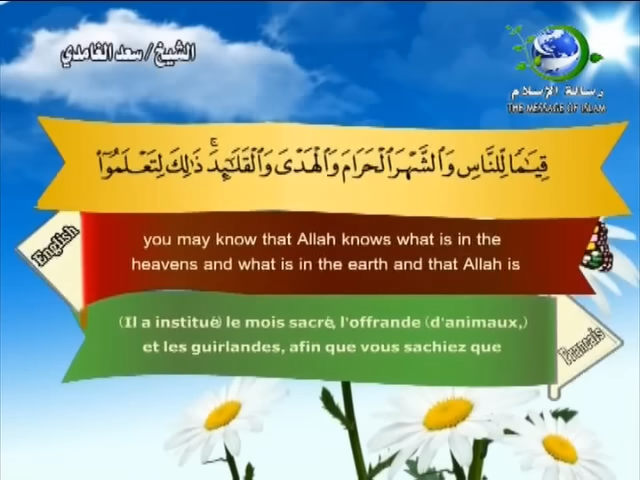 الشيخ / سعد الغامدي
رسالة الإسلام
THE MESSAGE OF ISLAM
قِيَـٰمًا لِّلنَّاسِ وَٱلشَّهْرَ ٱلْحَرَامَ وَٱلْهَدْىَ وَٱلْقَلَـٰٓئِدَ ۚ ذَٰلِكَ لِتَعْلَمُوٓا۟
English
you may know that Allah knows what is in the
heavens and what is in the earth and that Allah is
(Il a institué) le mois sacré, l'offrande (d'animaux,)
et les guirlandes, afin que vous sachiez que
Francais